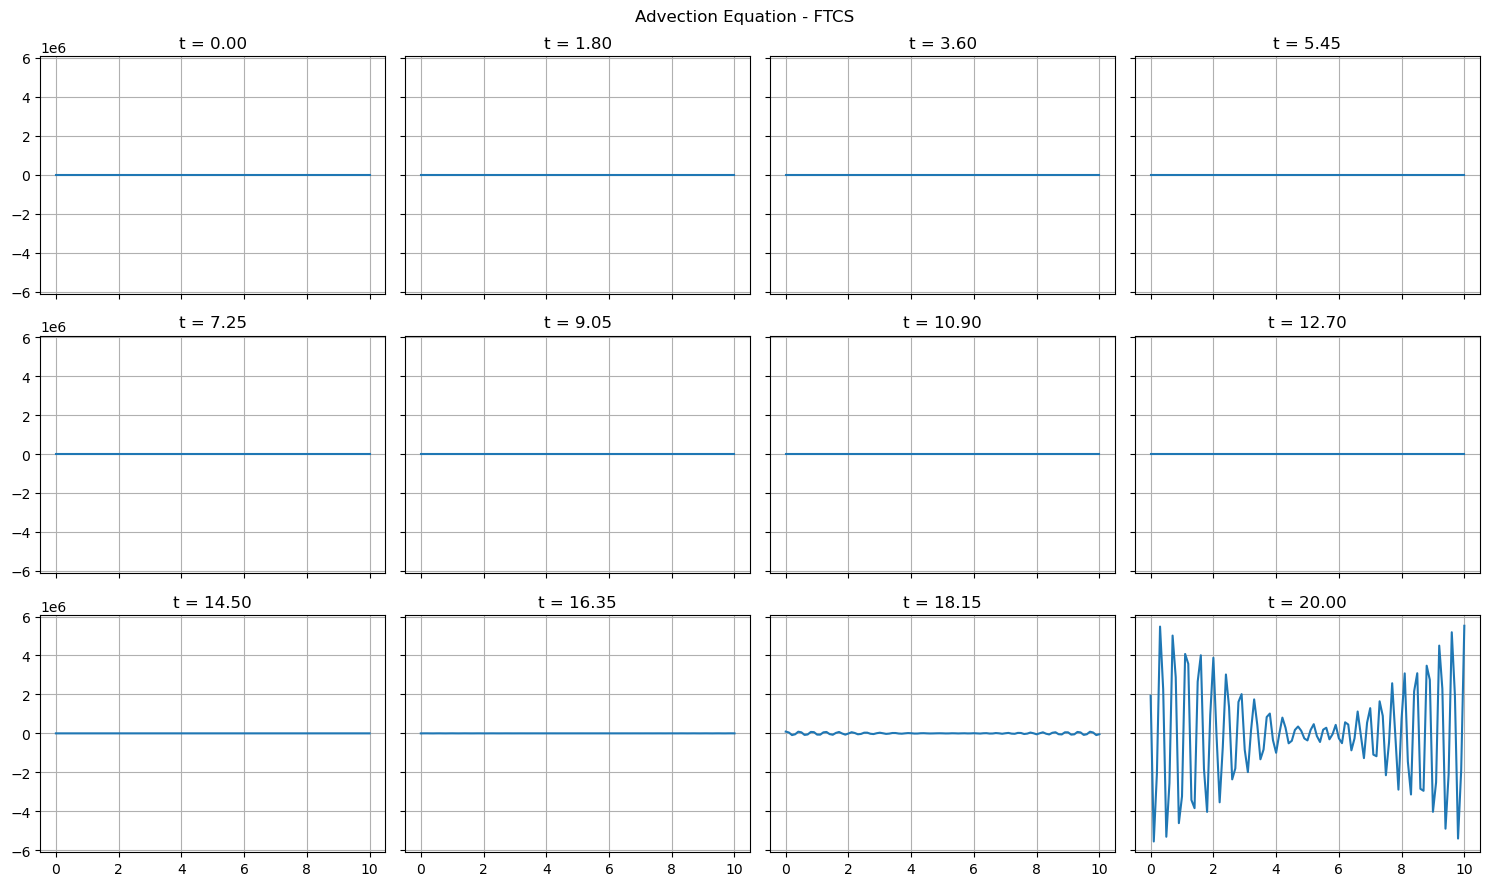 Advection Equation - FTCS
t = 0.00
t = 1.80
t = 3.60
t = 5.45
1e6
6
4
2
0
−2
−4
−6
t = 7.25
t = 9.05
t = 10.90
t = 12.70
1e6
6
4
2
0
−2
−4
−6
t = 14.50
t = 16.35
t = 18.15
t = 20.00
1e6
6
4
2
0
−2
−4
−6
0 2 4 6 8 10
0 2 4 6 8 10
0 2 4 6 8 10
0 2 4 6 8 10